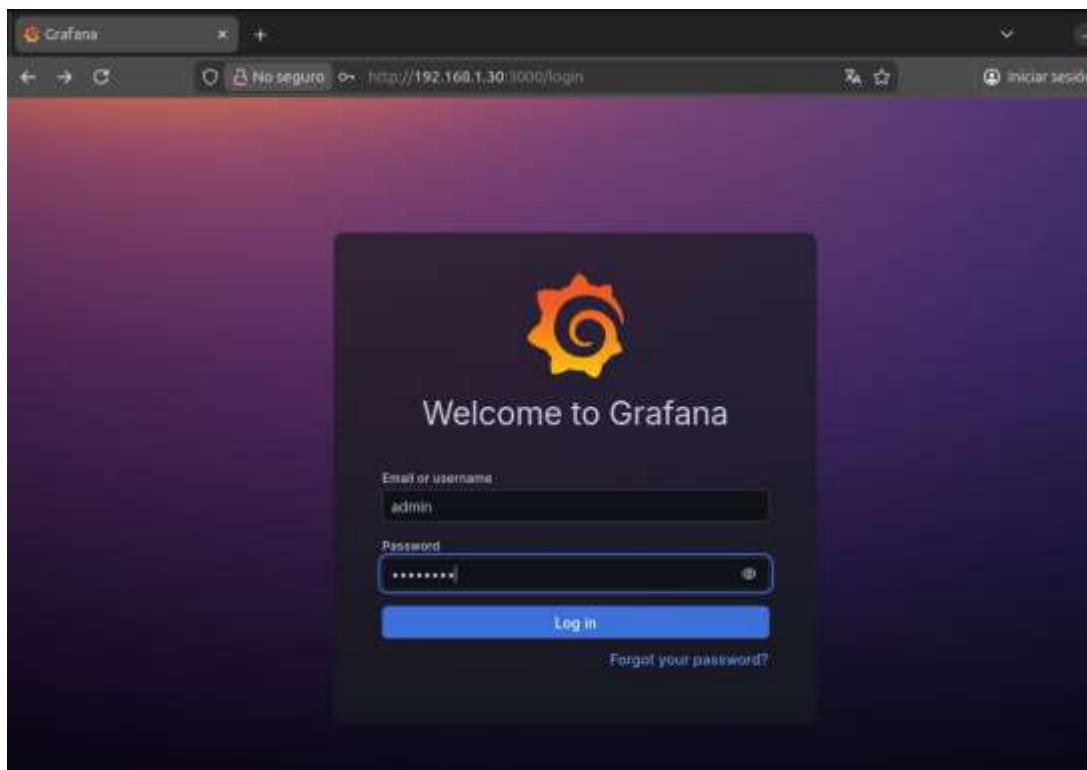 Grafana
No seguro http://192.168.1.30:3000/login
Iniciar sesión
Welcome to Grafana
Email or username
admin
Password
••••••••
Log in
Forgot your password?